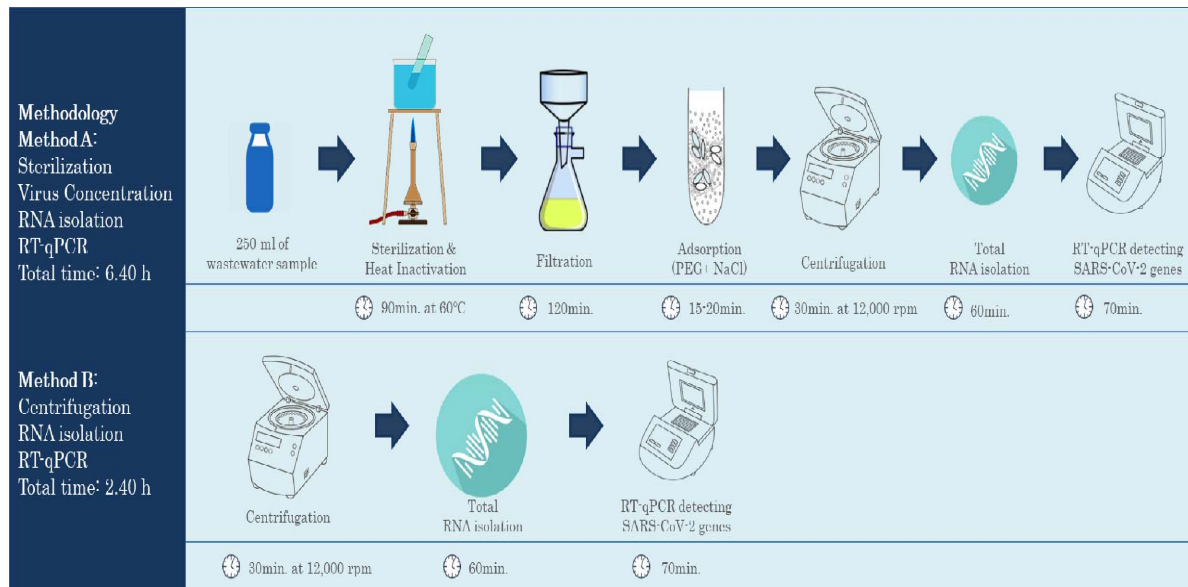 Methodology
Method A:
Sterilization
Virus Concentration
RNA isolation
RT-qPCR
Total time: 6.40 h
250 ml of
wastewater sample
Sterilization &
Heat Inactivation
Filtration
Adsorption
(PEG+ NaCl)
Centrifugation
Total
RNA isolation
RT-qPCR detecting
SARS-CoV-2 genes
90min. at 60°C
120min.
15-20min.
30min. at 12,000 rpm
60min.
70min.
Method B:
Centrifugation
RNA isolation
RT-qPCR
Total time: 2.40 h
Centrifugation
Total
RNA isolation
RT-qPCR detecting
SARS-CoV-2 genes
30min. at 12,000 rpm
60min.
70min.